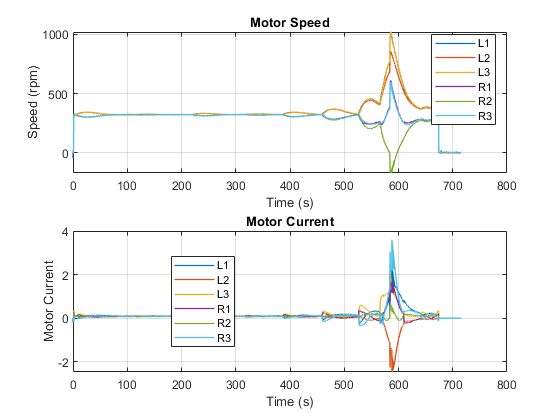 Motor Speed
1000
500
0
Speed (rpm)
L1
L2
L3
R1
R2
R3
0 100 200 300 400 500 600 700 800
Time (s)
Motor Current
4
2
0
-2
Motor Current
L1
L2
L3
R1
R2
R3
0 100 200 300 400 500 600 700 800
Time (s)